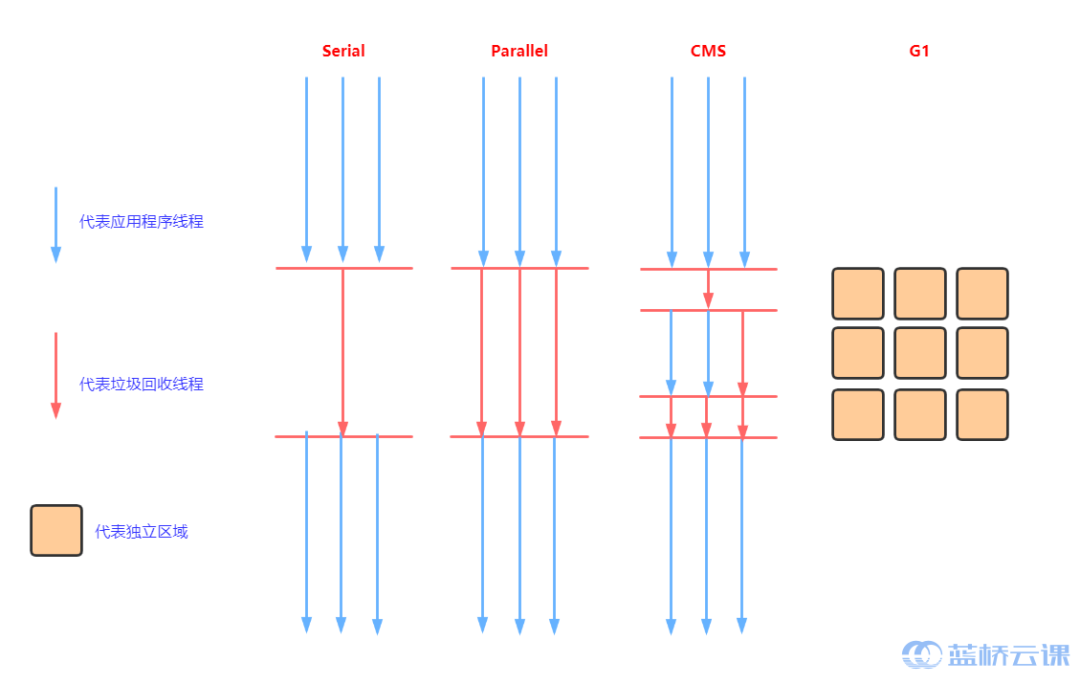 Serial
Parallel
CMS
G1
代表应用程序线程
代表垃圾回收线程
代表独立区域
蓝桥云课